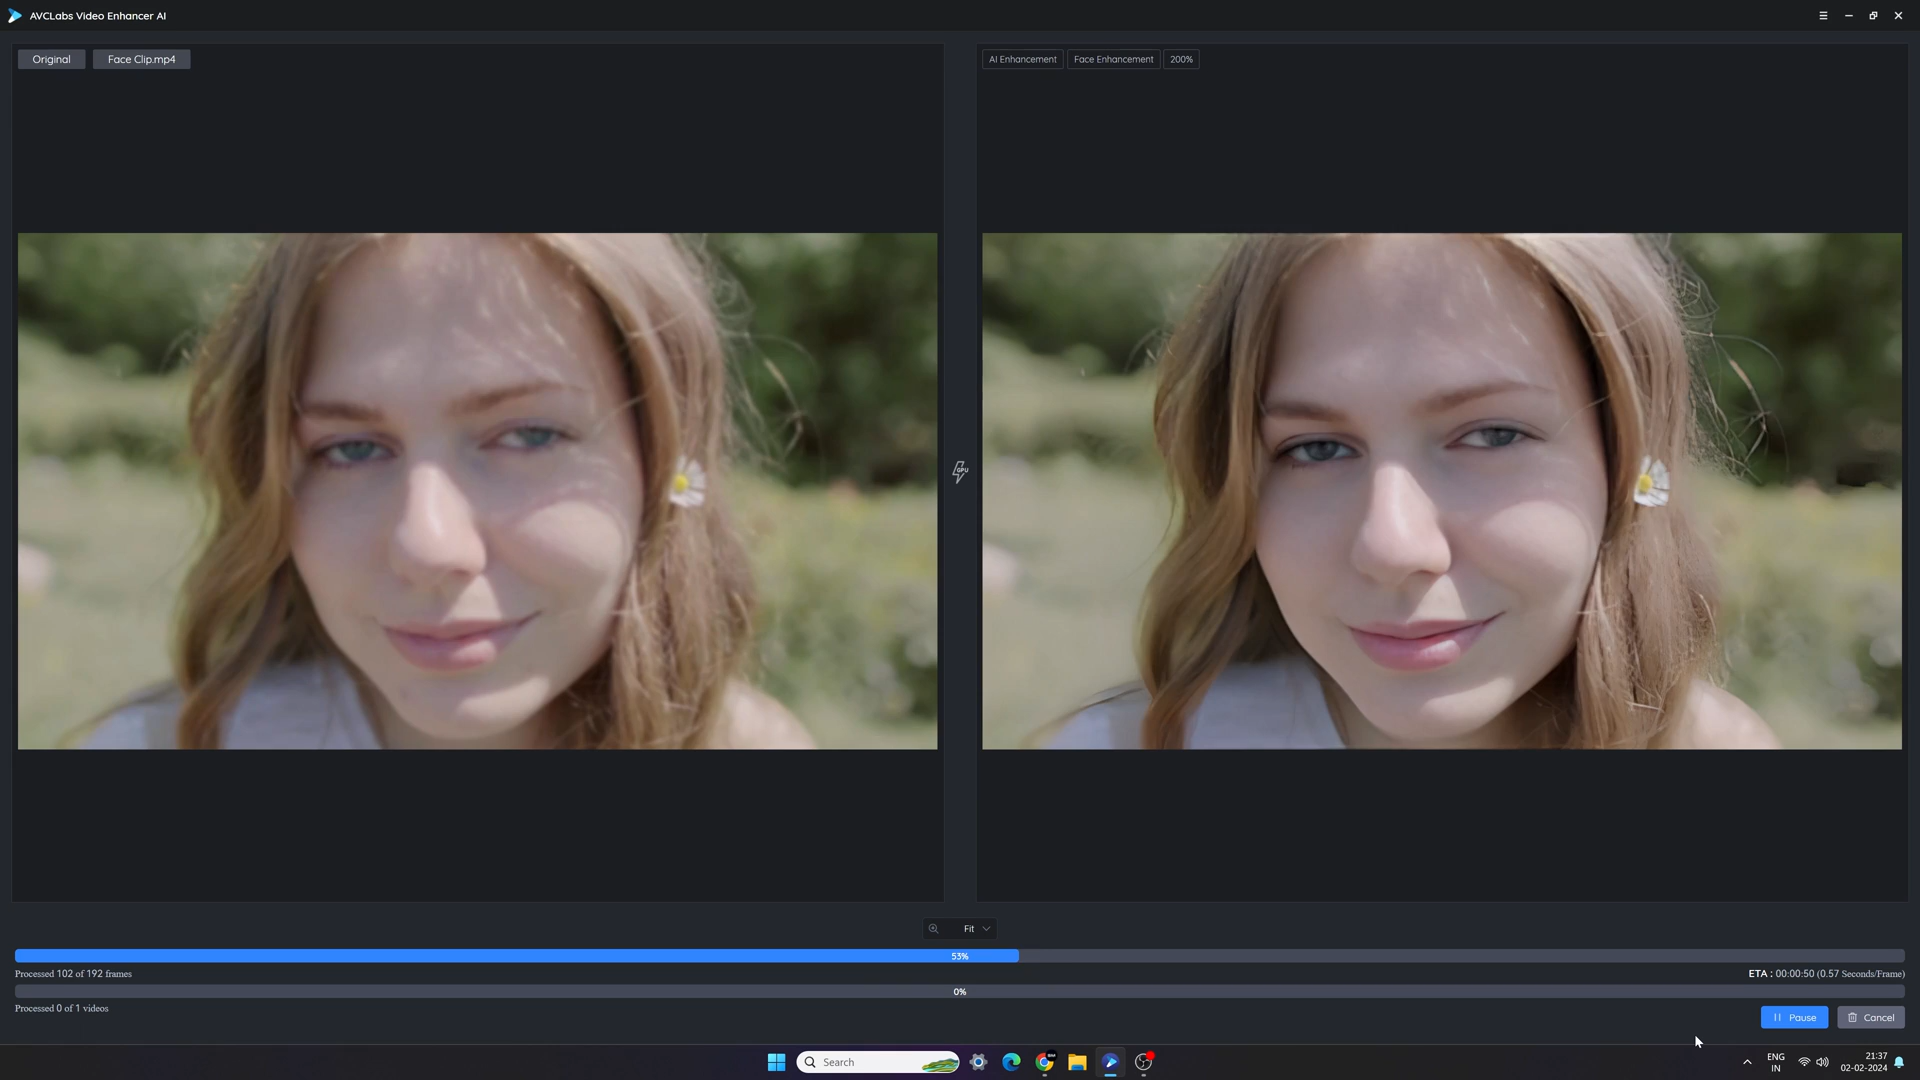 AVCLabs Video Enhancer AI
Original Face Clip.mp4
AI Enhancement Face Enhancement 200%
GPU
Fit
53%
Processed 102 of 192 frames
ETA : 00:00:50 (0.57 Seconds/Frame)
0%
Processed 0 of 1 videos
Pause Cancel
Search
ENG
IN
21:37
02-02-2024